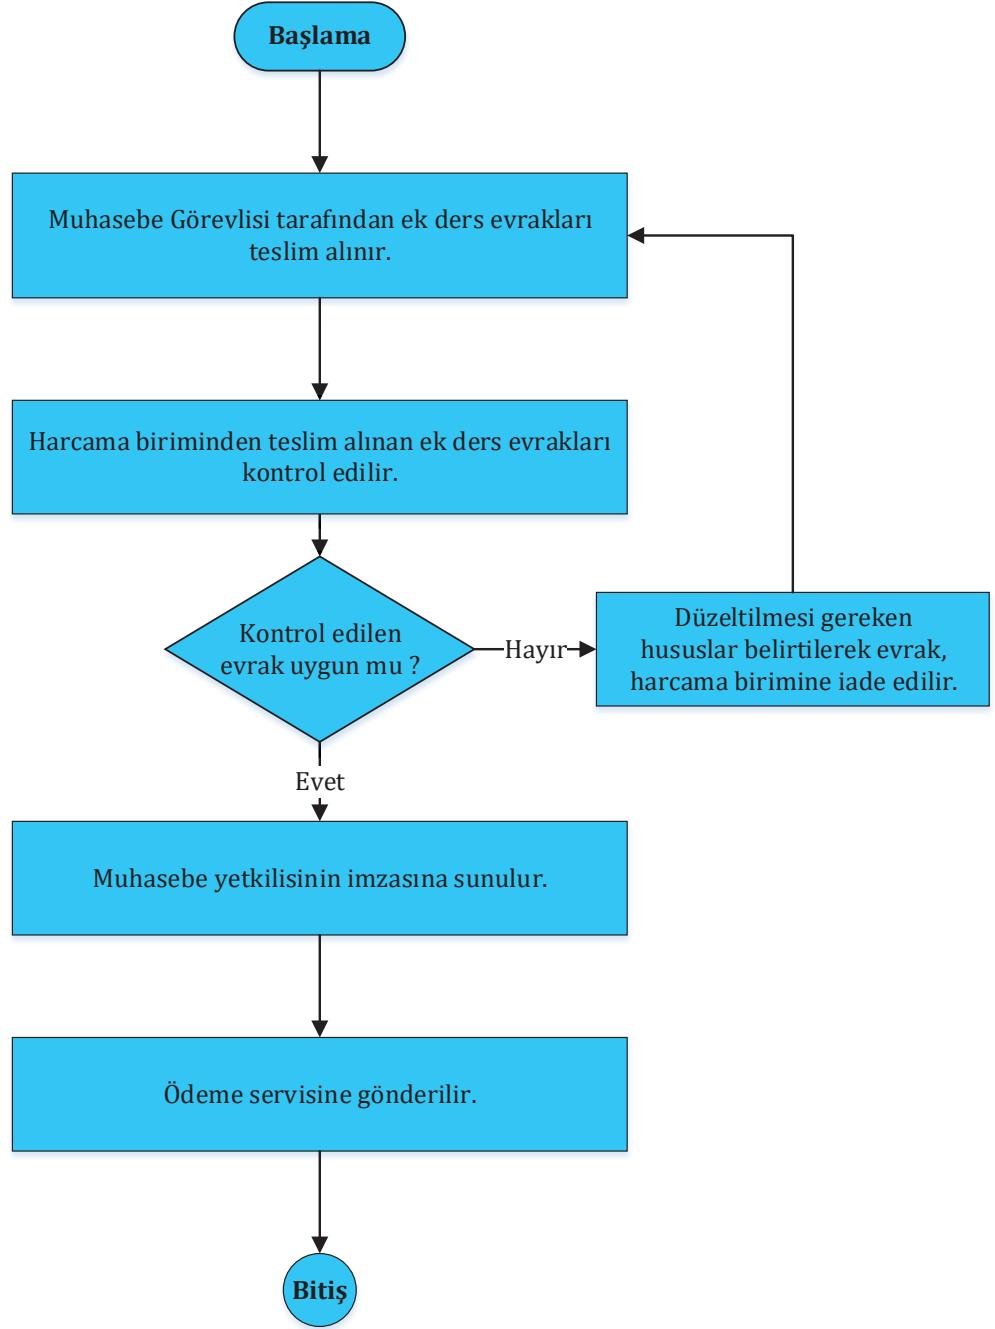 Başlama
Muhasebe Görevlisi tarafından ek ders evrakları
teslim alınır.
Harcama biriminden teslim alınan ek ders evrakları
kontrol edilir.
Kontrol edilen
evrak uygun mu ?
Hayır
Düzeltilmesi gereken
hususlar belirtilerek evrak,
harcama birimine iade edilir.
Evet
Muhasebe yetkilisinin imzasına sunulur.
Ödeme servisine gönderilir.
Bitiş